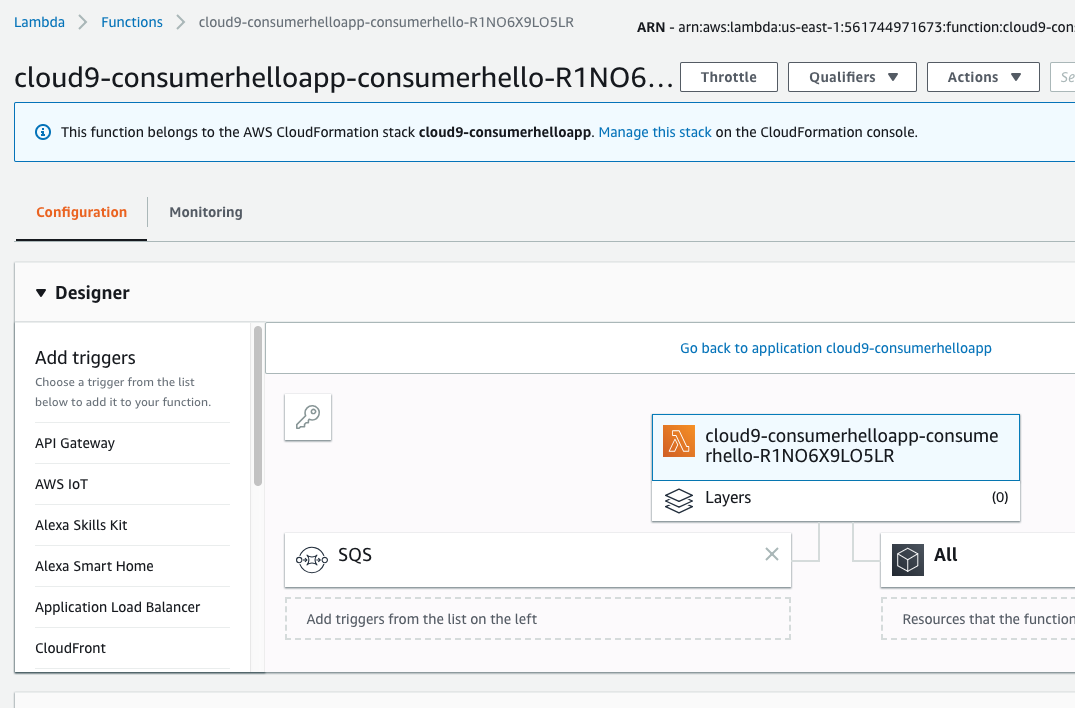 Lambda > Functions > cloud9-consumerhelloapp-consumerhello-R1NO6X9LO5LR
ARN - arn:aws:lambda:us-east-1:561744971673:function:cloud9-con
cloud9-consumerhelloapp-consumerhello-R1NO6...
Throttle
Qualifiers
Actions
Se
This function belongs to the AWS CloudFormation stack cloud9-consumerhelloapp. Manage this stack on the CloudFormation console.
Configuration
Monitoring
Designer
Add triggers
Choose a trigger from the list
below to add it to your function.
API Gateway
AWS IoT
Alexa Skills Kit
Alexa Smart Home
Application Load Balancer
CloudFront
Go back to application cloud9-consumerhelloapp
cloud9-consumerhelloapp-consume
rhello-R1NO6X9LO5LR
Layers (0)
SQS
Add triggers from the list on the left
All
Resources that the function